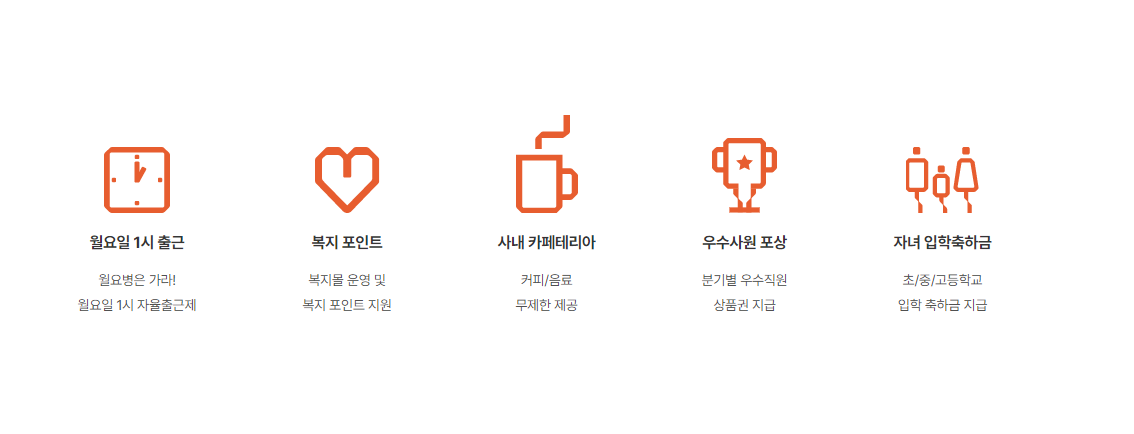 월요일 1시 출근
월요병은 가라!
월요일 1시 자율출근제
복지 포인트
복지몰 운영 및
복지 포인트 지원
사내 카페테리아
커피/음료
무제한 제공
우수사원 포상
분기별 우수직원
상품권 지급
자녀 입학축하금
초/중/고등학교
입학 축하금 지급